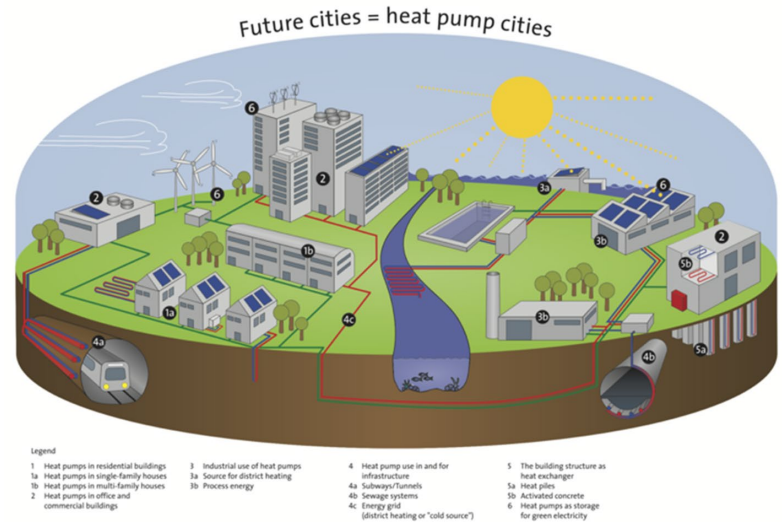 Future cities = heat pump cities
6
2
6
2
3a
6
3b
2
5b
1b
1a
4c
3b
4a
4b
5a
Legend
1 Heat pumps in residential buildings
1a Heat pumps in single-family houses
1b Heat pumps in multi-family houses
2 Heat pumps in office and
commercial buildings
3 Industrial use of heat pumps
3a Source for district heating
3b Process energy
4 Heat pump use in and for
infrastructure
4a Subways/Tunnels
4b Sewage systems
4c Energy grid
(district heating or "cold source")
5 The building structure as
heat exchanger
5a Heat piles
5b Activated concrete
6 Heat pumps as storage
for green electricity